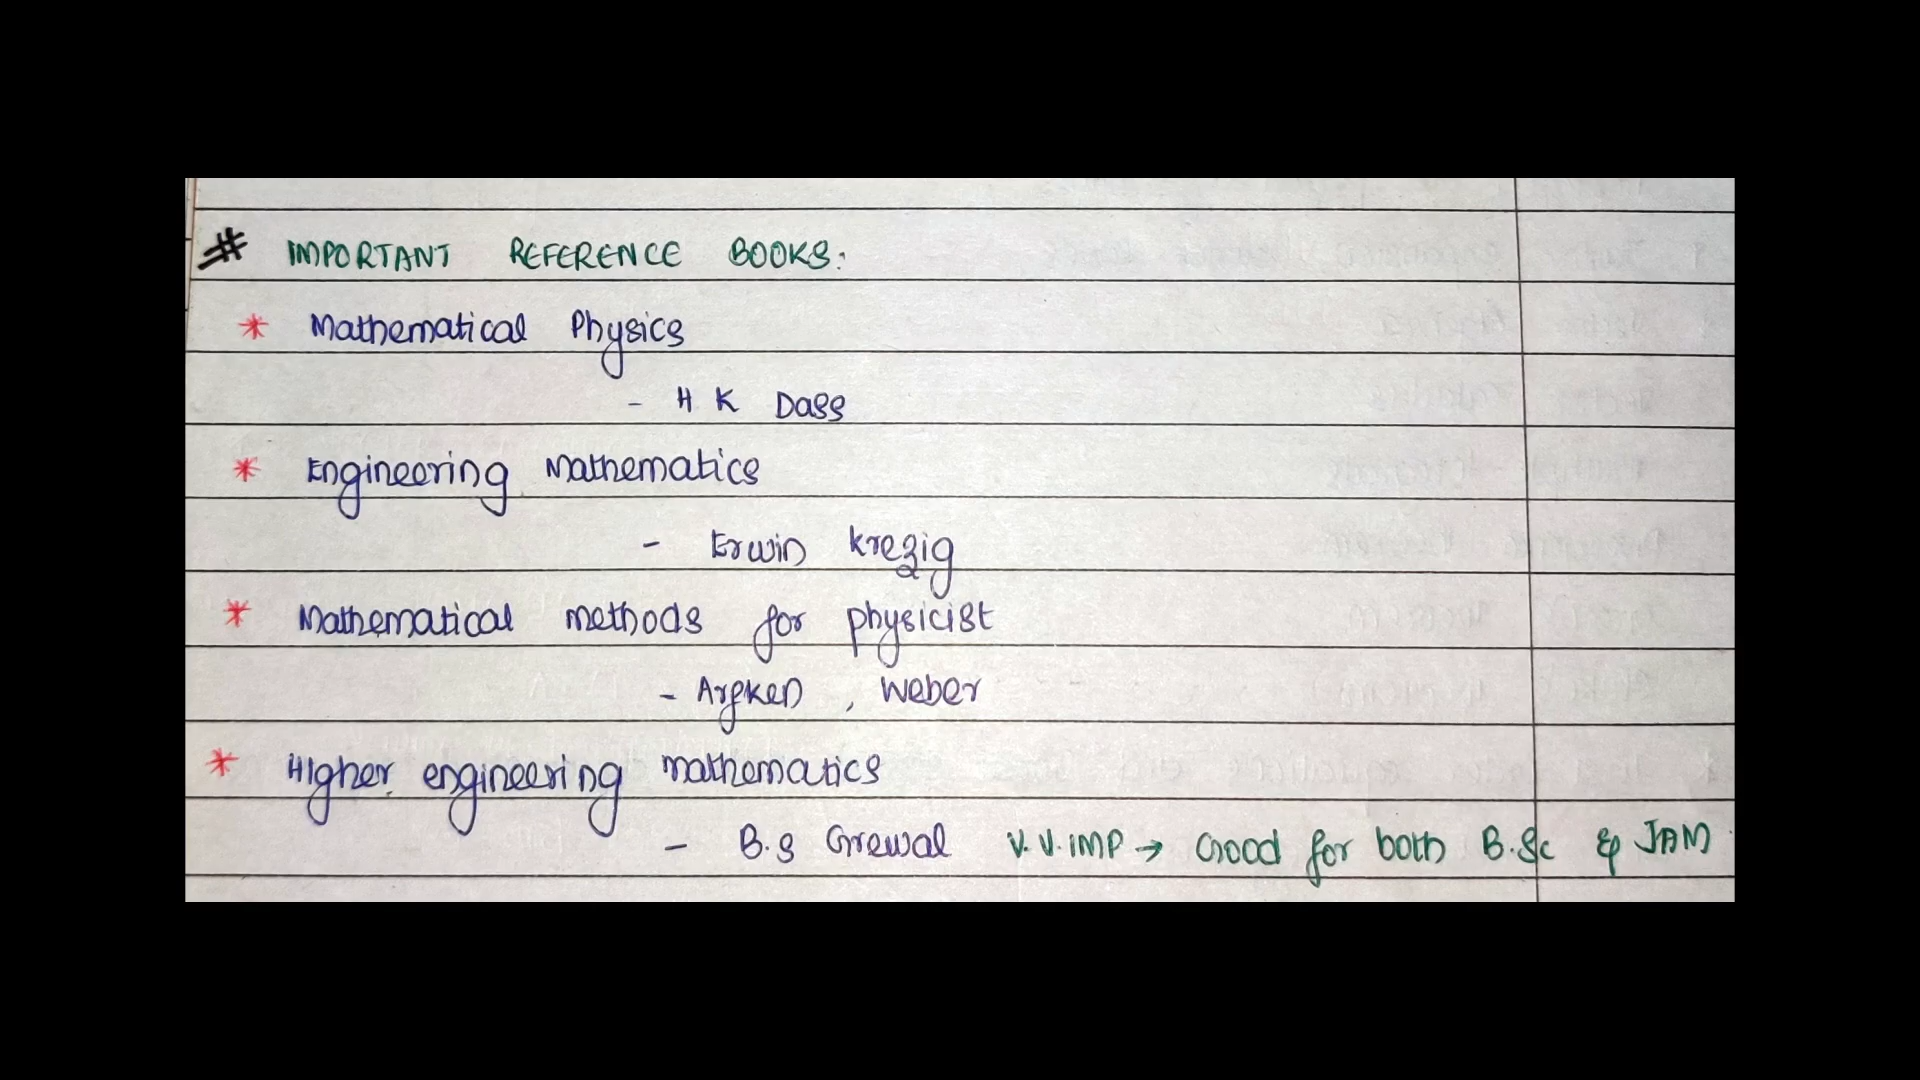 # IMPORTANT REFERENCE BOOKS:
* Mathematical Physics
- H K Dass
* Engineering Mathematics
- Erwin Krezig
* Mathematical methods for physicist
- Arfken , Weber
* Higher engineering mathematics
- B.S Grewal V.V.IMP → Good for both B.Sc & JAM